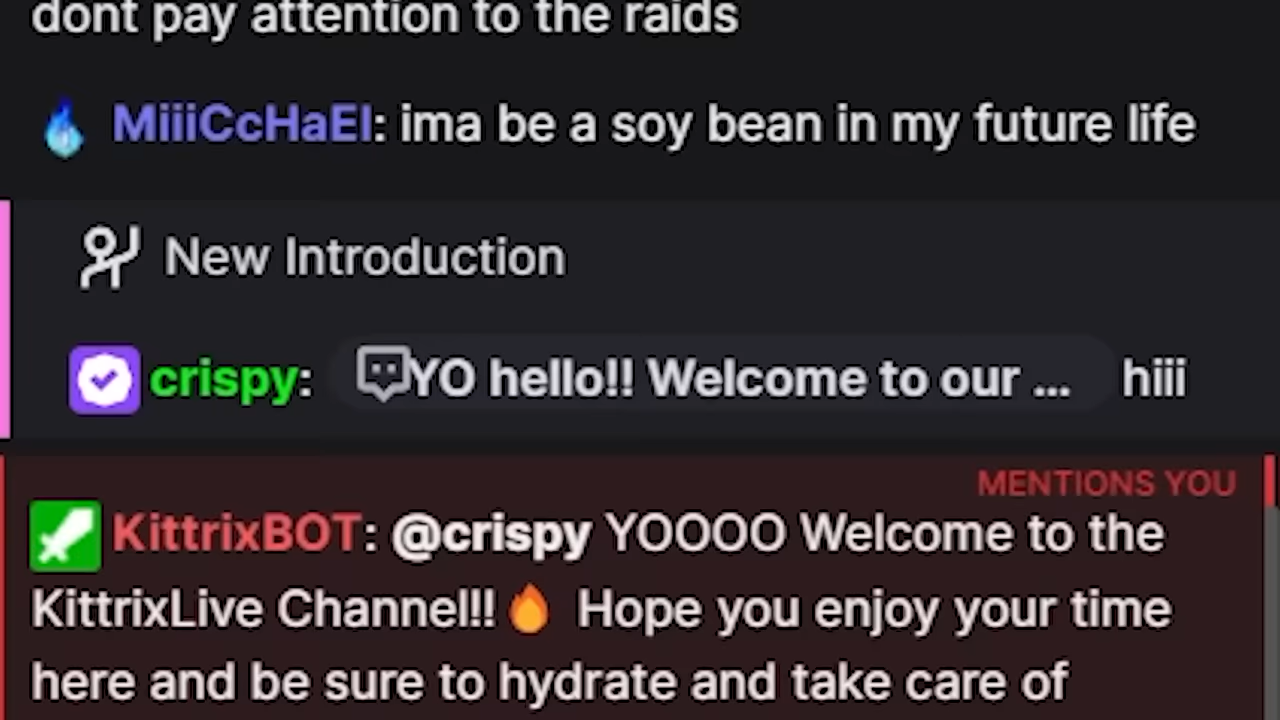 dont pay attention to the raids
MiiiCcHaEl: ima be a soy bean in my future life
New Introduction
crispy: YO hello!! Welcome to our ... hiii
MENTIONS YOU
KittrixBOT: @crispy YOOOO Welcome to the
KittrixLive Channel!!🔥 Hope you enjoy your time
here and be sure to hydrate and take care of